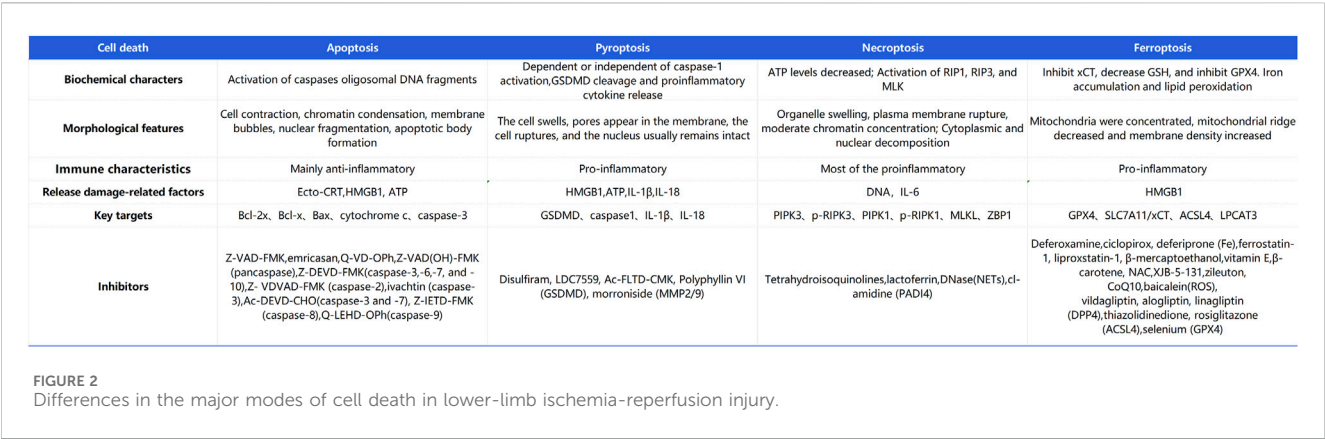 Cell death Apoptosis Pyroptosis Necroptosis Ferroptosis
Biochemical characters
Activation of caspases oligosomal DNA fragments
Dependent or independent of caspase-1
activation,GSDMD cleavage and proinflammatory
cytokine release
ATP levels decreased; Activation of RIP1, RIP3, and
MLK
Inhibit xCT, decrease GSH, and inhibit GPX4. Iron
accumulation and lipid peroxidation
Morphological features
Cell contraction, chromatin condensation, membrane
bubbles, nuclear fragmentation, apoptotic body
formation
The cell swells, pores appear in the membrane, the
cell ruptures, and the nucleus usually remains intact
Organelle swelling, plasma membrane rupture,
moderate chromatin concentration; Cytoplasmic and
nuclear decomposition
Mitochondria were concentrated, mitochondrial ridge
decreased and membrane density increased
Immune characteristics
Mainly anti-inflammatory
Pro-inflammatory
Most of the proinflammatory
Pro-inflammatory
Release damage-related factors
Ecto-CRT,HMGB1, ATP
HMGB1,ATP,IL-1β,IL-18
DNA，IL-6
HMGB1
Key targets
Bcl-2x、Bcl-x、Bax、cytochrome c、caspase-3
GSDMD、caspase1、IL-1β、IL-18
PIPK3、p-RIPK3、PIPK1、p-RIPK1、MLKL、ZBP1
GPX4、SLC7A11/xCT、ACSL4、LPCAT3
Inhibitors
Z-VAD-FMK,emricasan,Q-VD-OPh,Z-VAD(OH)-FMK
(pancaspase),Z-DEVD-FMK(caspase-3,-6,-7, and -
10),Z- VDVAD-FMK (caspase-2),ivachtin (caspase-
3),Ac-DEVD-CHO(caspase-3 and -7), Z-IETD-FMK
(caspase-8),Q-LEHD-OPh(caspase-9)
Disulfiram, LDC7559, Ac-FLTD-CMK, Polyphyllin VI
(GSDMD), morroniside (MMP2/9)
Tetrahydroisoquinolines,lactoferrin,DNase(NETs),cl-
amidine (PADI4)
Deferoxamine,ciclopirox, deferiprone (Fe),ferrostatin-
1, liproxstatin-1, β-mercaptoethanol,vitamin E,β-
carotene, NAC,XJB-5-131,zileuton,
CoQ10,baicalein(ROS),
vildagliptin, alogliptin, linagliptin
(DPP4),thiazolidinedione, rosiglitazone
(ACSL4),selenium (GPX4)
FIGURE 2
Differences in the major modes of cell death in lower-limb ischemia-reperfusion injury.